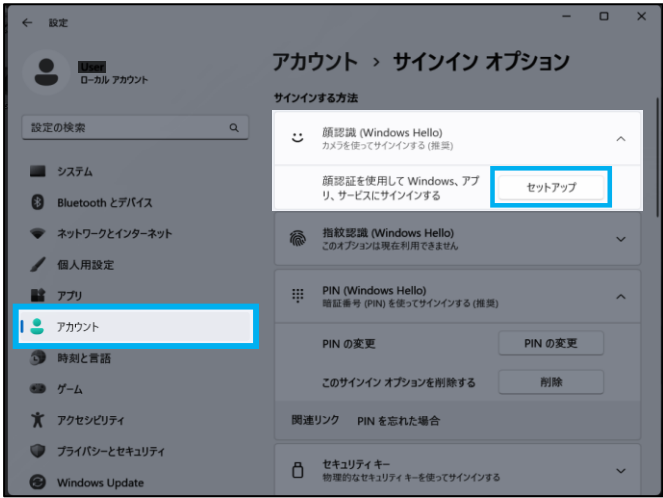 設定
User
ローカル アカウント
設定の検索
システム
Bluetooth とデバイス
ネットワークとインターネット
個人用設定
アプリ
アカウント
時刻と言語
ゲーム
アクセシビリティ
プライバシーとセキュリティ
Windows Update
アカウント › サインイン オプション
サインインする方法
顔認識 (Windows Hello)
カメラを使ってサインインする (推奨)
顔認証を使用して Windows、アプ
リ、サービスにサインインする
セットアップ
指紋認識 (Windows Hello)
このオプションは現在利用できません
PIN (Windows Hello)
暗証番号 (PIN) を使ってサインインする (推奨)
PIN の変更
PIN の変更
このサインイン オプションを削除する
削除
関連リンク PIN を忘れた場合
セキュリティ キー
物理的なセキュリティ キーを使ってサインインする